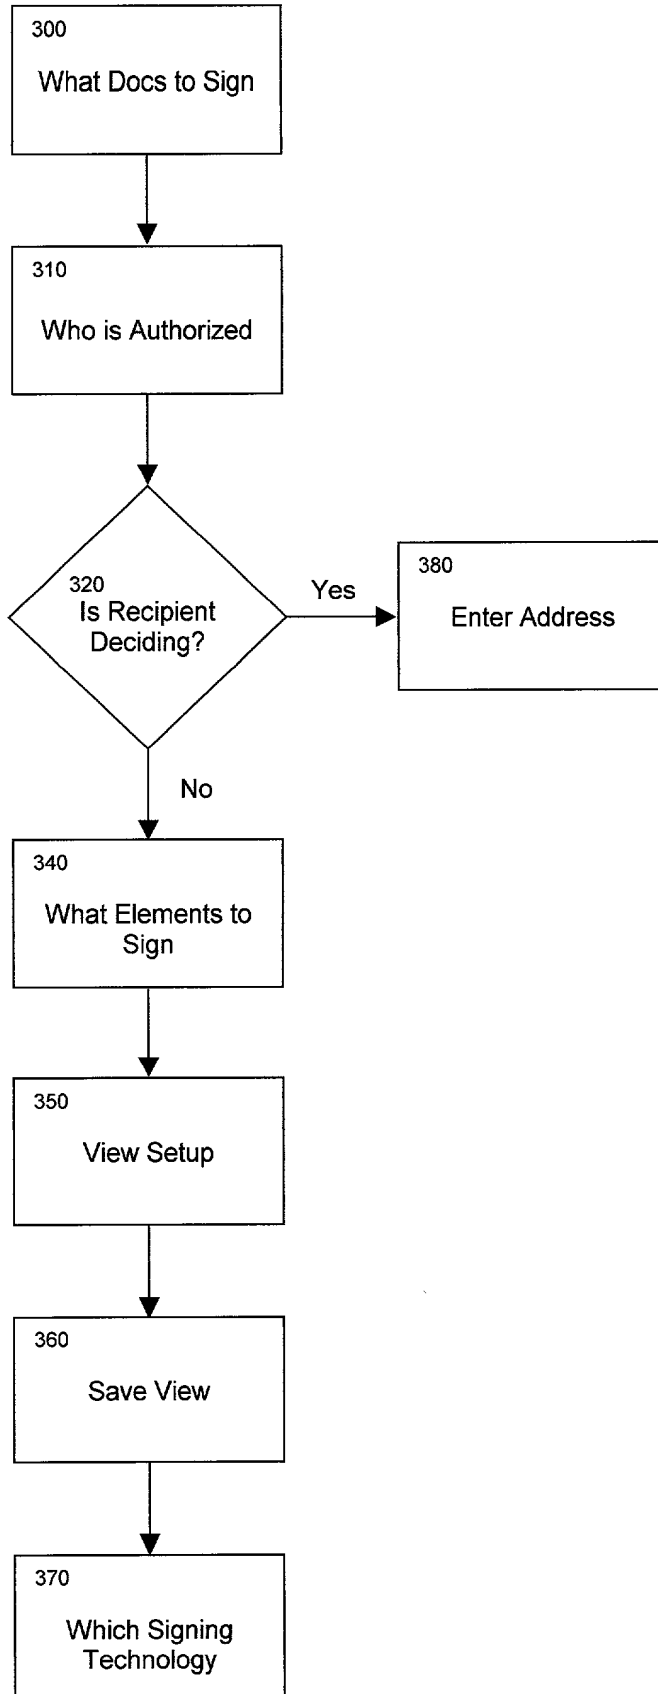 300
What Docs to Sign
310
Who is Authorized
320
Is Recipient
Deciding?
Yes
380
Enter Address
No
340
What Elements to
Sign
350
View Setup
360
Save View
370
Which Signing
Technology